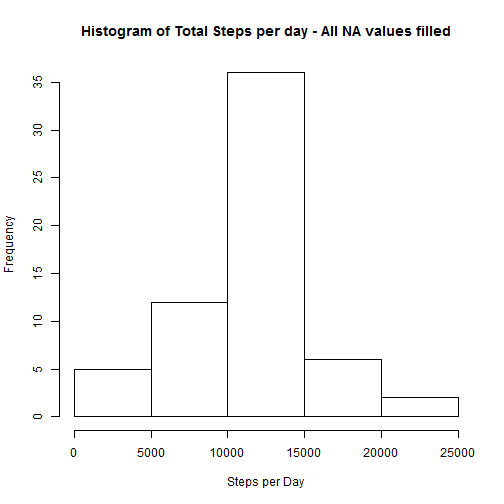 Histogram of Total Steps per day - All NA values filled
Frequency
35
30
25
20
15
10
5
0
0 5000 10000 15000 20000 25000
Steps per Day